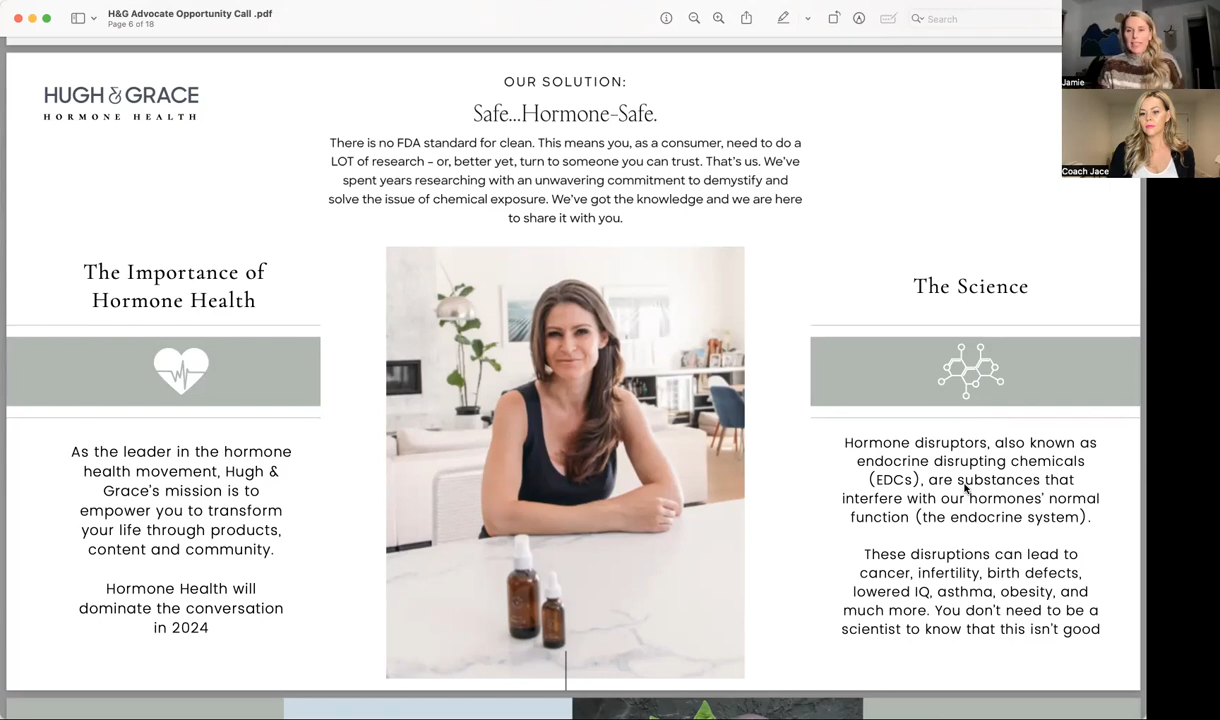 H&G Advocate Opportunity Call .pdf
Page 6 of 18
Search
Jamie
Coach Jace
HUGH & GRACE
HORMONE HEALTH
OUR SOLUTION:
Safe...Hormone-Safe.
There is no FDA standard for clean. This means you, as a consumer, need to do a
LOT of research – or, better yet, turn to someone you can trust. That's us. We've
spent years researching with an unwavering commitment to demystify and
solve the issue of chemical exposure. We've got the knowledge and we are here
to share it with you.
The Importance of
Hormone Health
As the leader in the hormone
health movement, Hugh &
Grace's mission is to
empower you to transform
your life through products,
content and community.
Hormone Health will
dominate the conversation
in 2024
The Science
Hormone disruptors, also known as
endocrine disrupting chemicals
(EDCs), are substances that
interfere with our hormones' normal
function (the endocrine system).
These disruptions can lead to
cancer, infertility, birth defects,
lowered IQ, asthma, obesity, and
much more. You don't need to be a
scientist to know that this isn't good